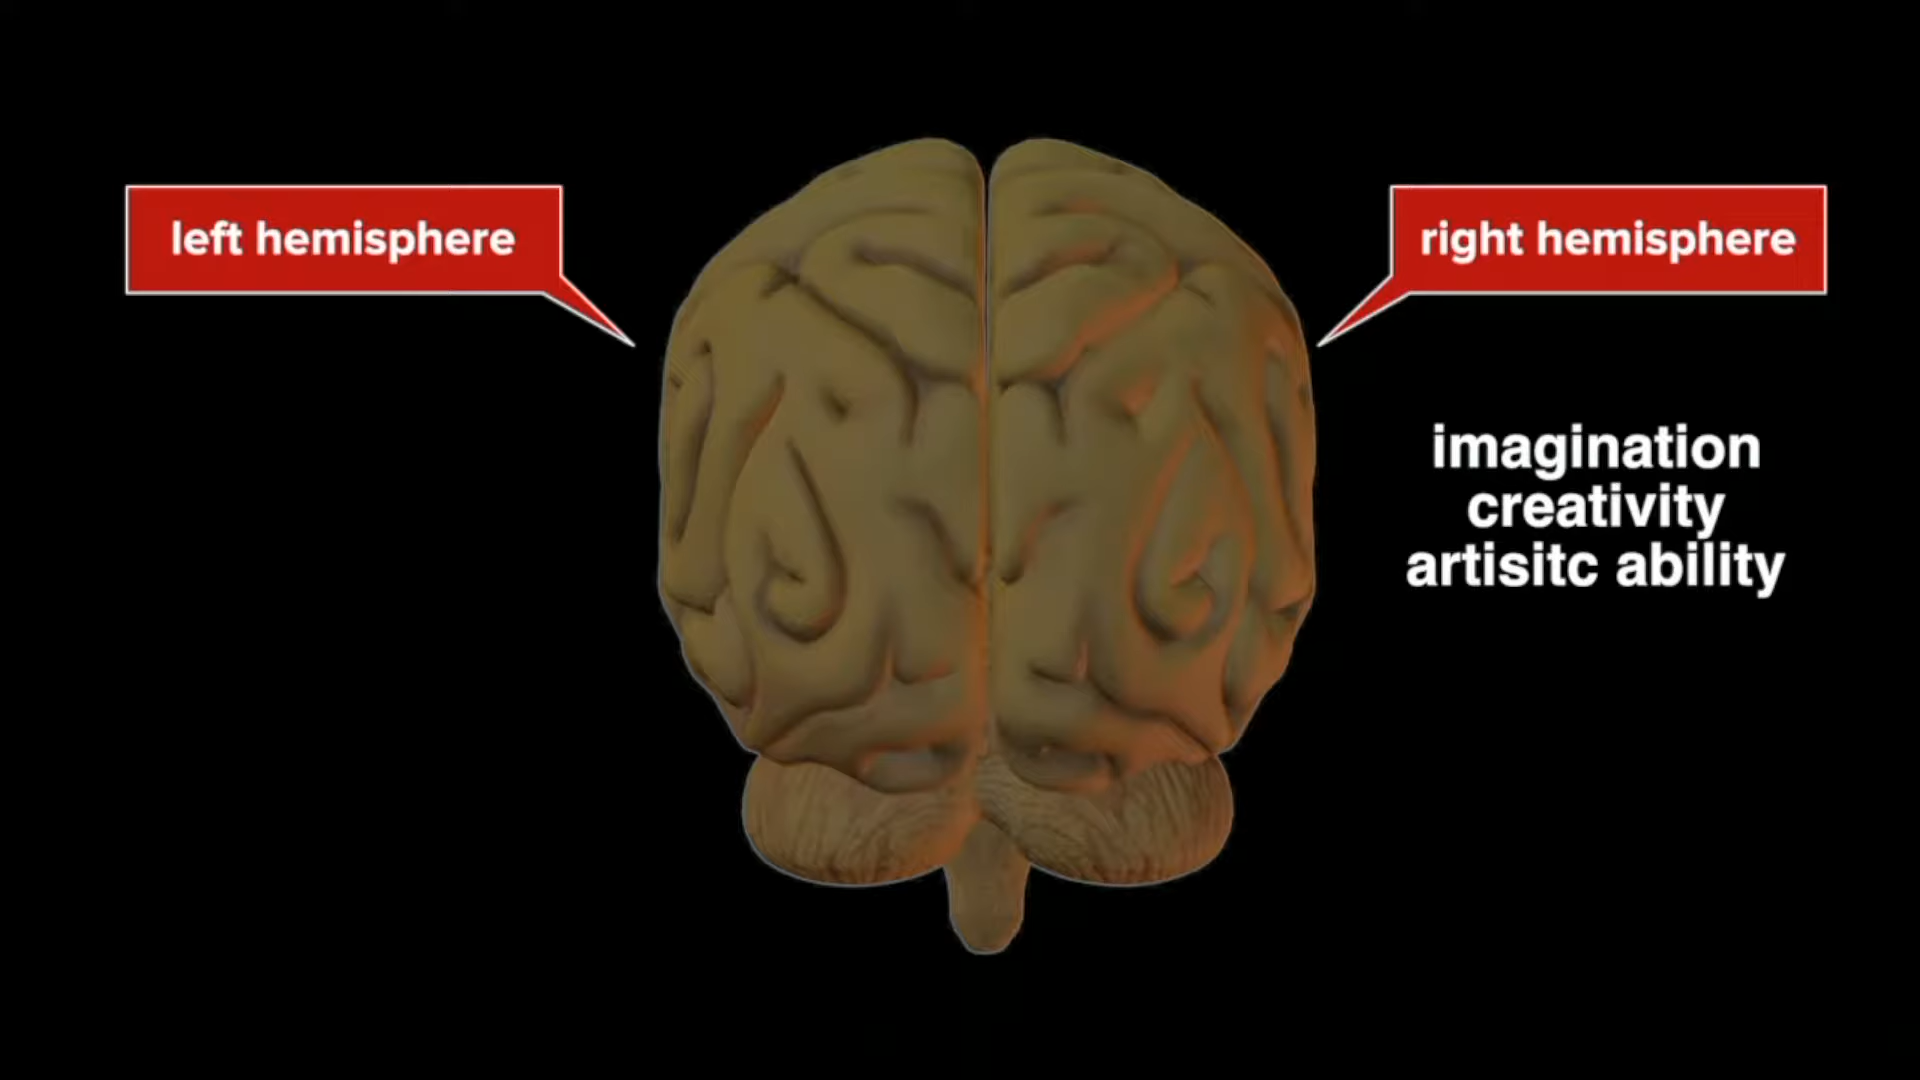 left hemisphere
right hemisphere
imagination
creativity
artisitc ability